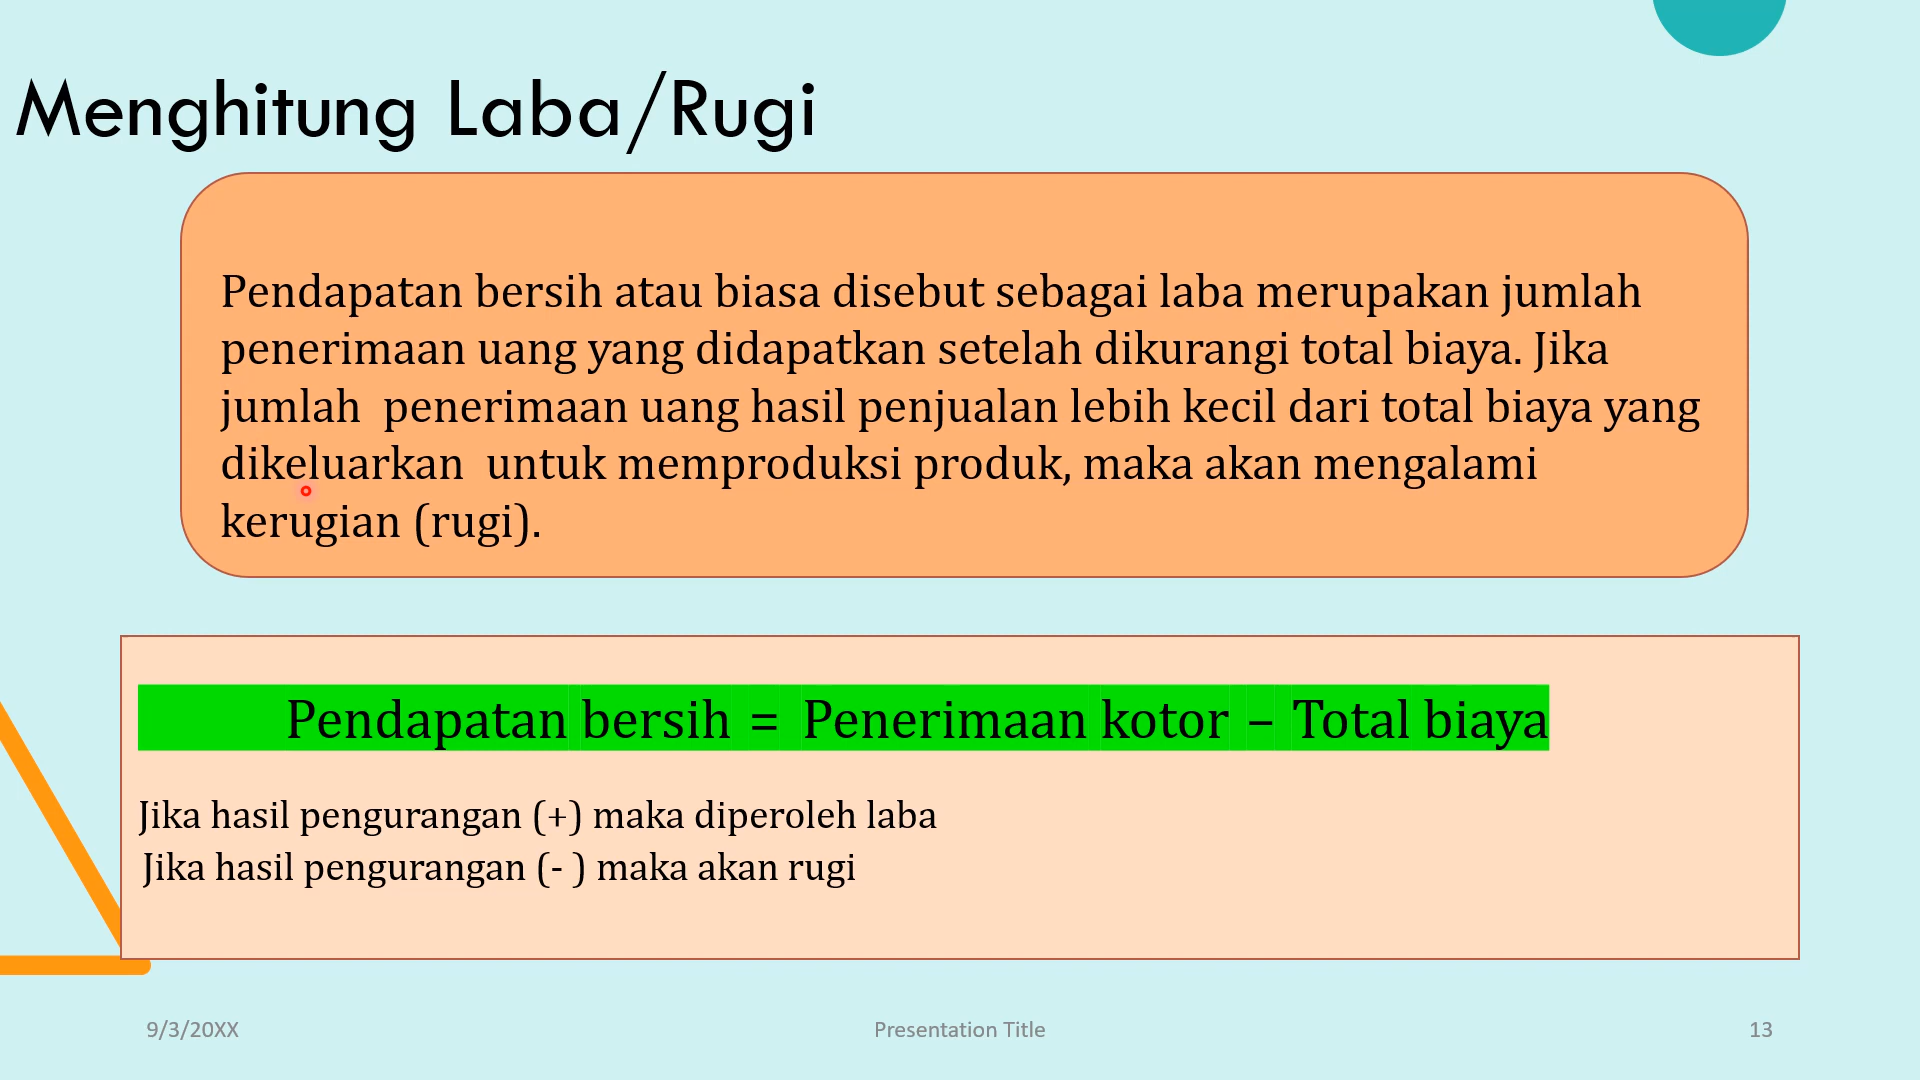 Menghitung Laba/Rugi
Pendapatan bersih atau biasa disebut sebagai laba merupakan jumlah
penerimaan uang yang didapatkan setelah dikurangi total biaya. Jika
jumlah  penerimaan uang hasil penjualan lebih kecil dari total biaya yang
dikeluarkan  untuk memproduksi produk, maka akan mengalami
kerugian (rugi).
Pendapatan bersih = Penerimaan kotor – Total biaya
Jika hasil pengurangan (+) maka diperoleh laba
Jika hasil pengurangan (- ) maka akan rugi
9/3/20XX
Presentation Title
13